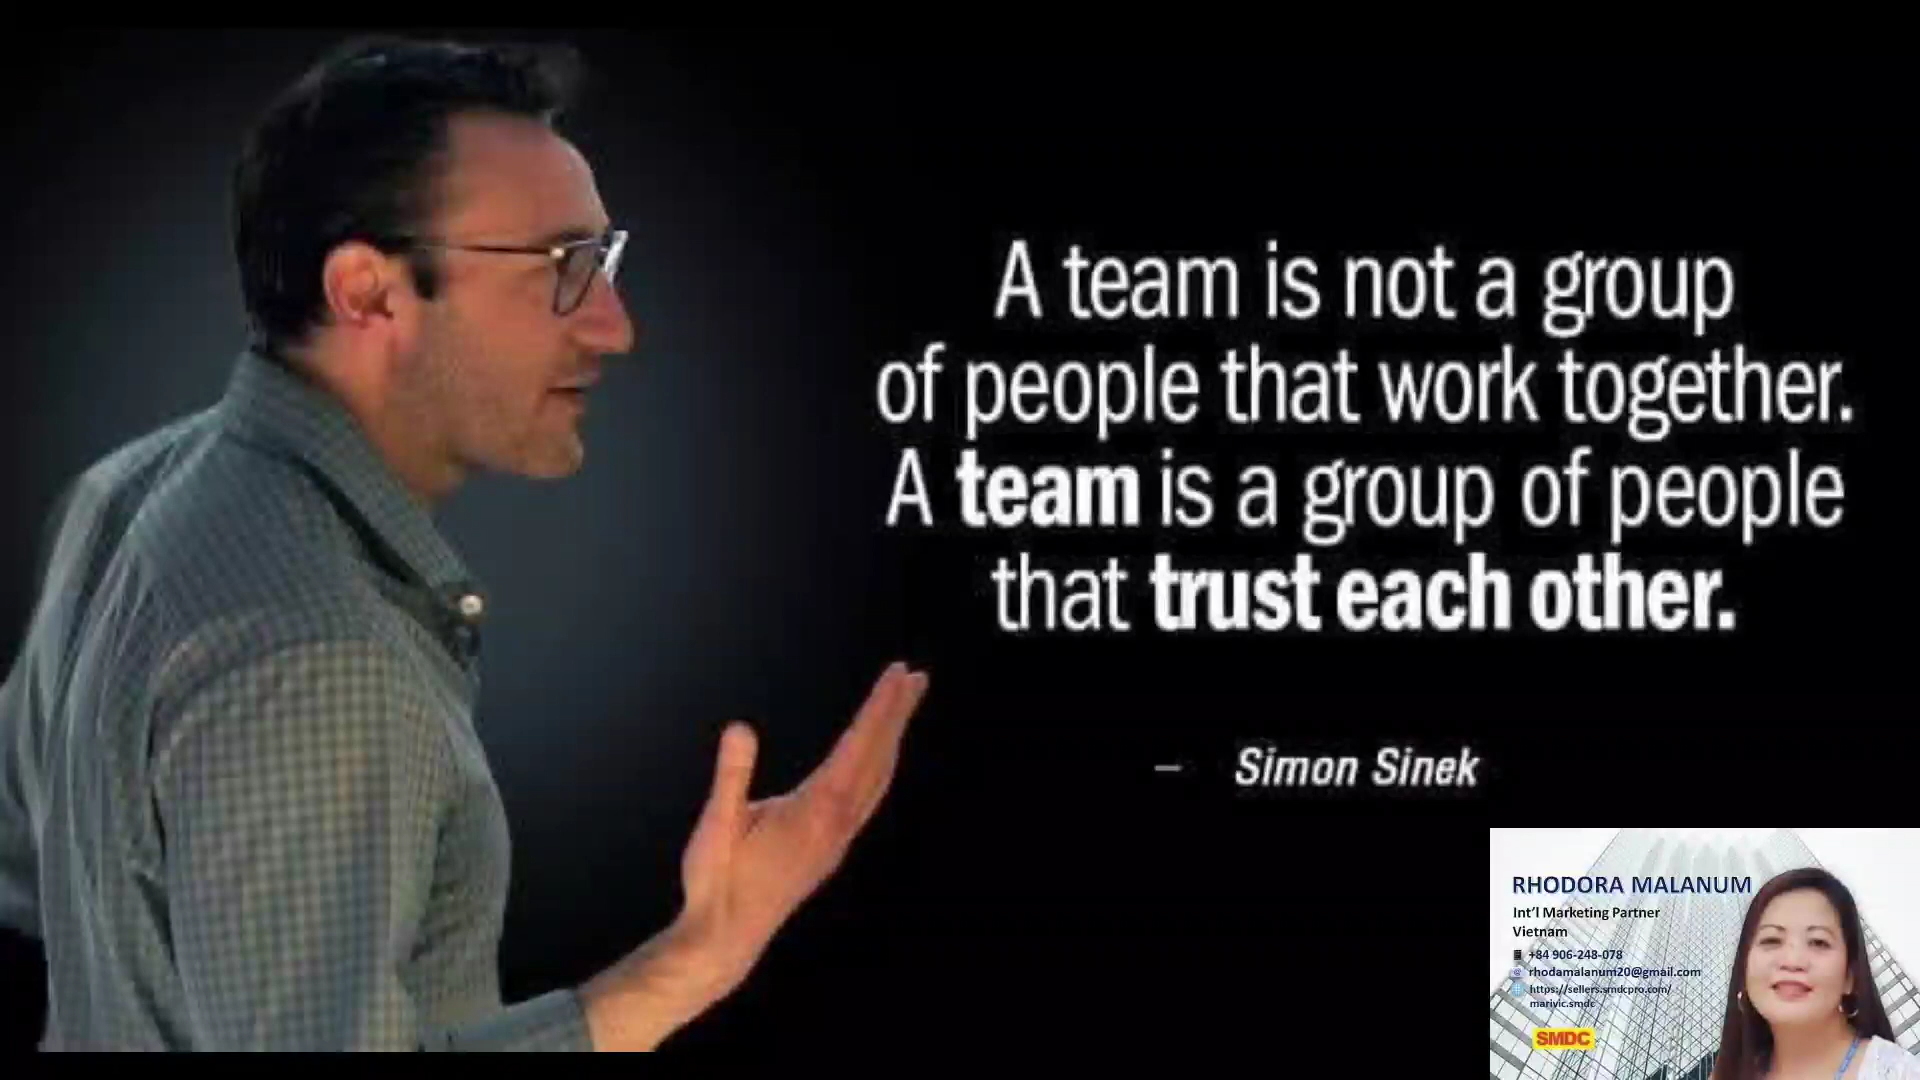 A team is not a group
of people that work together.
A team is a group of people
that trust each other.
– Simon Sinek
RHODORA MALANUM
Int'l Marketing Partner
Vietnam
+84 906-248-078
rhodamalanum20@gmail.com
https://sellers.smdcpro.com/
marivic.smdc
SMDC